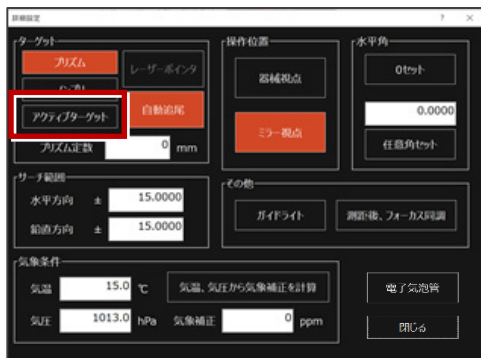 詳細設定 ? ×
ターゲット
プリズム
レーザーポインタ
アクティブターゲット
自動追尾
プリズム定数 0 mm
操作位置
器械視点
ミラー視点
水平角
0セット
0.0000
任意角セット
サーチ範囲
水平方向 ± 15.0000
鉛直方向 ± 15.0000
その他
ガイドライト
測距後、フォーカス同調
気象条件
気温 15.0 ℃
気温、気圧から気象補正を計算
気圧 1013.0 hPa
気象補正 0 ppm
電子気泡管
閉じる